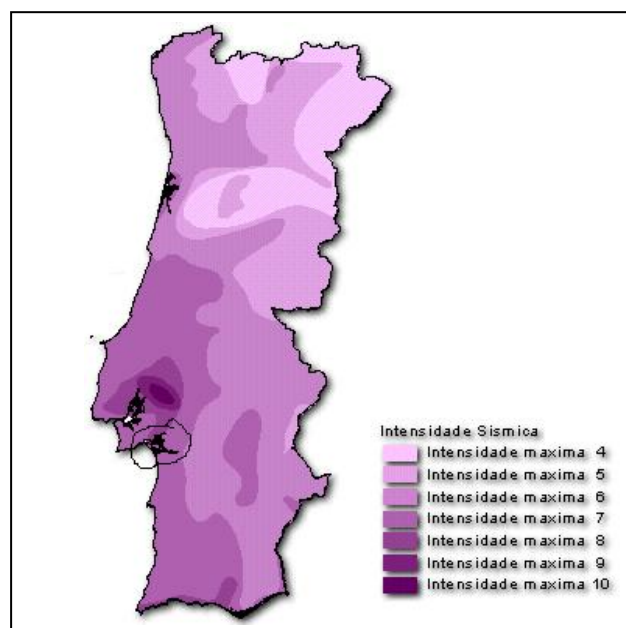 Intensidade Sísmica
Intensidade maxima 4
Intensidade maxima 5
Intensidade maxima 6
Intensidade maxima 7
Intensidade maxima 8
Intensidade maxima 9
Intensidade maxima 10